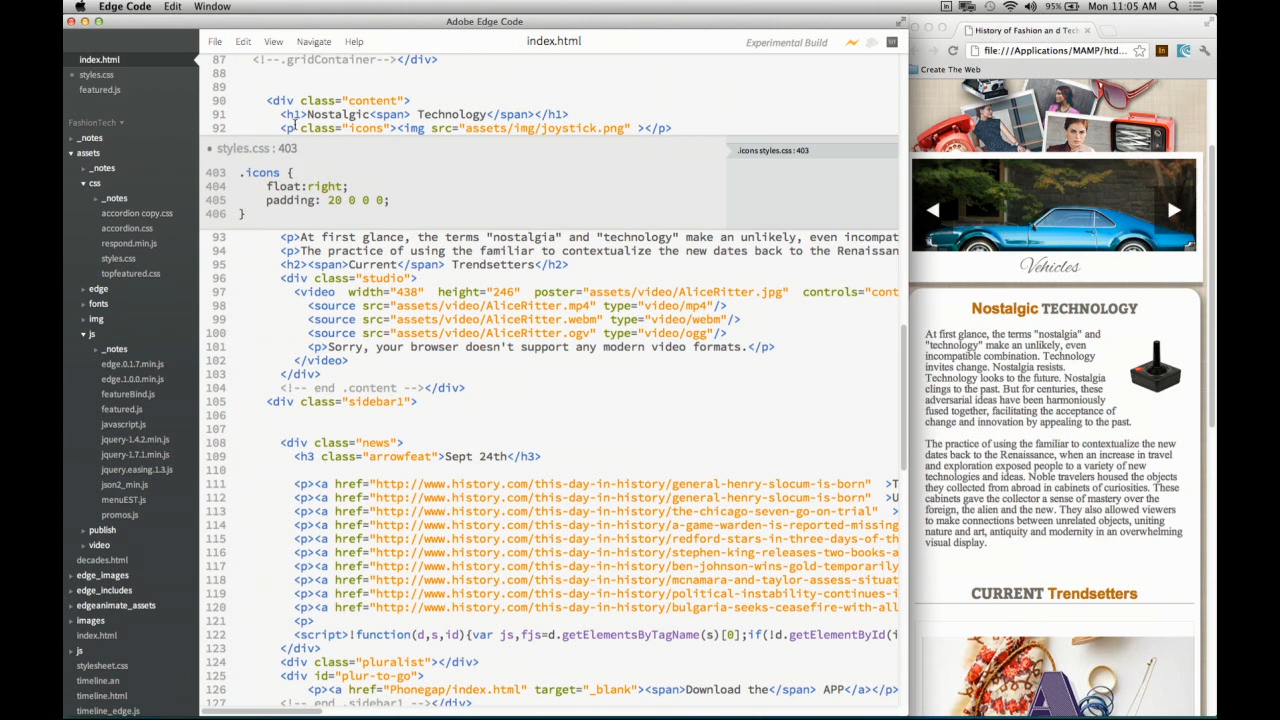 Edge Code Edit Window
95% Mon 11:05 AM
Adobe Edge Code
File Edit View Navigate Help
index.html
Experimental Build
index.html
styles.css
featured.js
FashionTech
_notes
assets
_notes
css
_notes
accordion copy.css
accordion.css
respond.min.js
styles.css
topfeatured.css
edge
fonts
img
js
_notes
edge.0.1.7.min.js
edge.1.0.0.min.js
featureBind.js
featured.js
javascript.js
jquery-1.4.2.min.js
jquery-1.7.1.min.js
jquery.easing.1.3.js
json2_min.js
menuEST.js
promos.js
publish
video
decades.html
edge_images
edge_includes
edgeanimate_assets
images
index.html
js
stylesheet.css
timeline.an
timeline.html
timeline_edge.js
87 <!--.gridContainer--></div>
88
89
90 <div class="content">
91 <h1>Nostalgic<span> Technology</span></h1>
92 <p class="icons"><img src="assets/img/joystick.png" ></p>
styles.css : 403
.icons styles.css : 403
403 .icons {
404 float:right;
405 padding: 20 0 0 0;
406 }
93 <p>At first glance, the terms "nostalgia" and "technology" make an unlikely, even incompat
94 <p>The practice of using the familiar to contextualize the new dates back to the Renaissan
95 <h2><span>Current</span> Trendsetters</h2>
96 <div class="studio">
97 <video width="438" height="246" poster="assets/video/AliceRitter.jpg" controls="cont
98 <source src="assets/video/AliceRitter.mp4" type="video/mp4"/>
99 <source src="assets/video/AliceRitter.webm" type="video/webm"/>
100 <source src="assets/video/AliceRitter.ogv" type="video/ogg"/>
101 <p>Sorry, your browser doesn't support any modern video formats.</p>
102 </video>
103 </div>
104 <!-- end .content --></div>
105 <div class="sidebar1">
106
107
108 <div class="news">
109 <h3 class="arrowfeat">Sept 24th</h3>
110
111 <p><a href="http://www.history.com/this-day-in-history/general-henry-slocum-is-born" >T
112 <p><a href="http://www.history.com/this-day-in-history/general-henry-slocum-is-born" >U
113 <p><a href="http://www.history.com/this-day-in-history/the-chicago-seven-go-on-trial" >
114 <p><a href="http://www.history.com/this-day-in-history/a-game-warden-is-reported-missing
115 <p><a href="http://www.history.com/this-day-in-history/redford-stars-in-three-days-of-th
116 <p><a href="http://www.history.com/this-day-in-history/stephen-king-releases-two-books-a
117 <p><a href="http://www.history.com/this-day-in-history/ben-johnson-wins-gold-temporarily
118 <p><a href="http://www.history.com/this-day-in-history/mcnamara-and-taylor-assess-situat
119 <p><a href="http://www.history.com/this-day-in-history/political-instability-continues-i
120 <p><a href="http://www.history.com/this-day-in-history/bulgaria-seeks-ceasefire-with-all
121 <p>
122 <script>!function(d,s,id){var js,fjs=d.getElementsByTagName(s)[0];if(!d.getElementById(i
123 </div>
124 <div class="pluralist"></div>
125 <div id="plur-to-go">
126 <p><a href="Phonegap/index.html" target="_blank"><span>Download the</span> APP</a></p>
127 <!-- end .sidebar1 --></div>
History of Fashion and Tech
file:///Applications/MAMP/htd...
Create The Web
Vehicles
Nostalgic TECHNOLOGY
At first glance, the terms "nostalgia" and
"technology" make an unlikely, even
incompatible combination. Technology
invites change. Nostalgia resists.
Technology looks to the future. Nostalgia
clings to the past. But for centuries, these
adversarial ideas have been harmoniously
fused together, facilitating the acceptance of
change and innovation by appealing to the past.
The practice of using the familiar to contextualize the new
dates back to the Renaissance, when an increase in travel
and exploration exposed people to a variety of new
technologies and ideas. Noble travelers housed the objects
they collected from abroad in cabinets of curiosities. These
cabinets gave the collector a sense of mastery over the
foreign, the alien and the new. They also allowed viewers
to make connections between unrelated objects, uniting
nature and art, antiquity and modernity in an overwhelming
visual display.
CURRENT Trendsetters